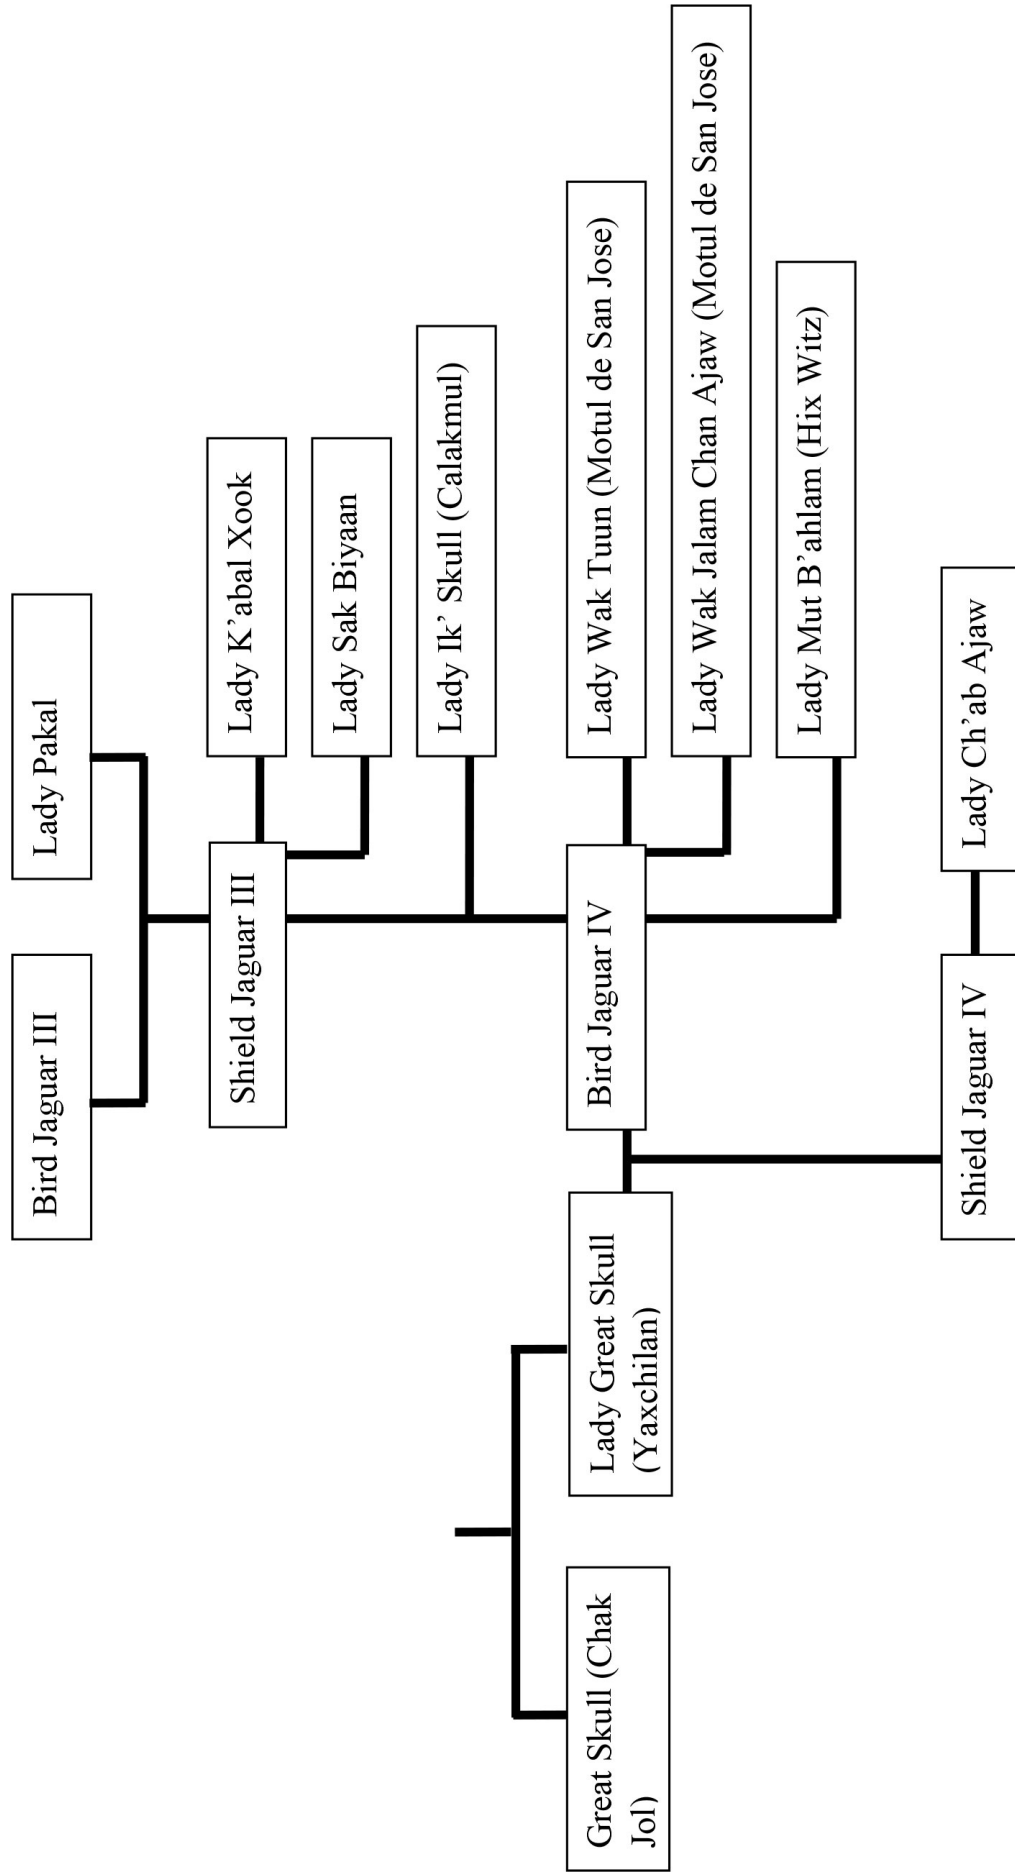 Bird Jaguar III
Lady Pakal
Shield Jaguar III
Lady K’abal Xook
Lady Sak Biyaan
Lady Ik’ Skull (Calakmul)
Great Skull (Chak
Jol)
Lady Great Skull
(Yaxchilan)
Bird Jaguar IV
Lady Wak Tuun (Motul de San Jose)
Lady Wak Jalam Chan Ajaw (Motul de San Jose)
Lady Mut B’ahlam (Hix Witz)
Shield Jaguar IV
Lady Ch’ab Ajaw